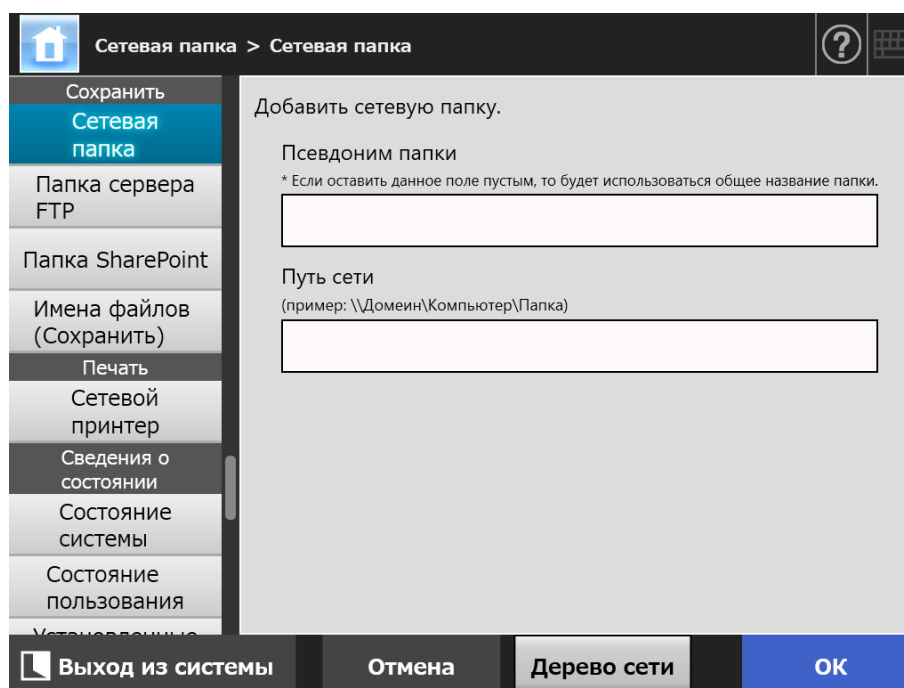 Сетевая папка > Сетевая папка
?
Сохранить
Сетевая
папка
Папка сервера
FTP
Папка SharePoint
Имена файлов
(Сохранить)
Печать
Сетевой
принтер
Сведения о
состоянии
Состояние
системы
Состояние
пользования
Установленные
Добавить сетевую папку.
Псевдоним папки
* Если оставить данное поле пустым, то будет использоваться общее название папки.
Путь сети
(пример: \\Домеин\Компьютер\Папка)
Выход из системы
Отмена
Дерево сети
ОК